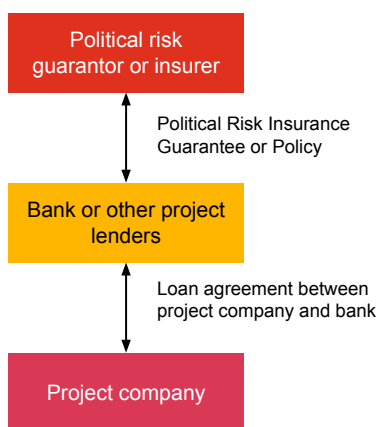 Political risk
guarantor or insurer
Political Risk Insurance
Guarantee or Policy
Bank or other project
lenders
Loan agreement between
project company and bank
Project company